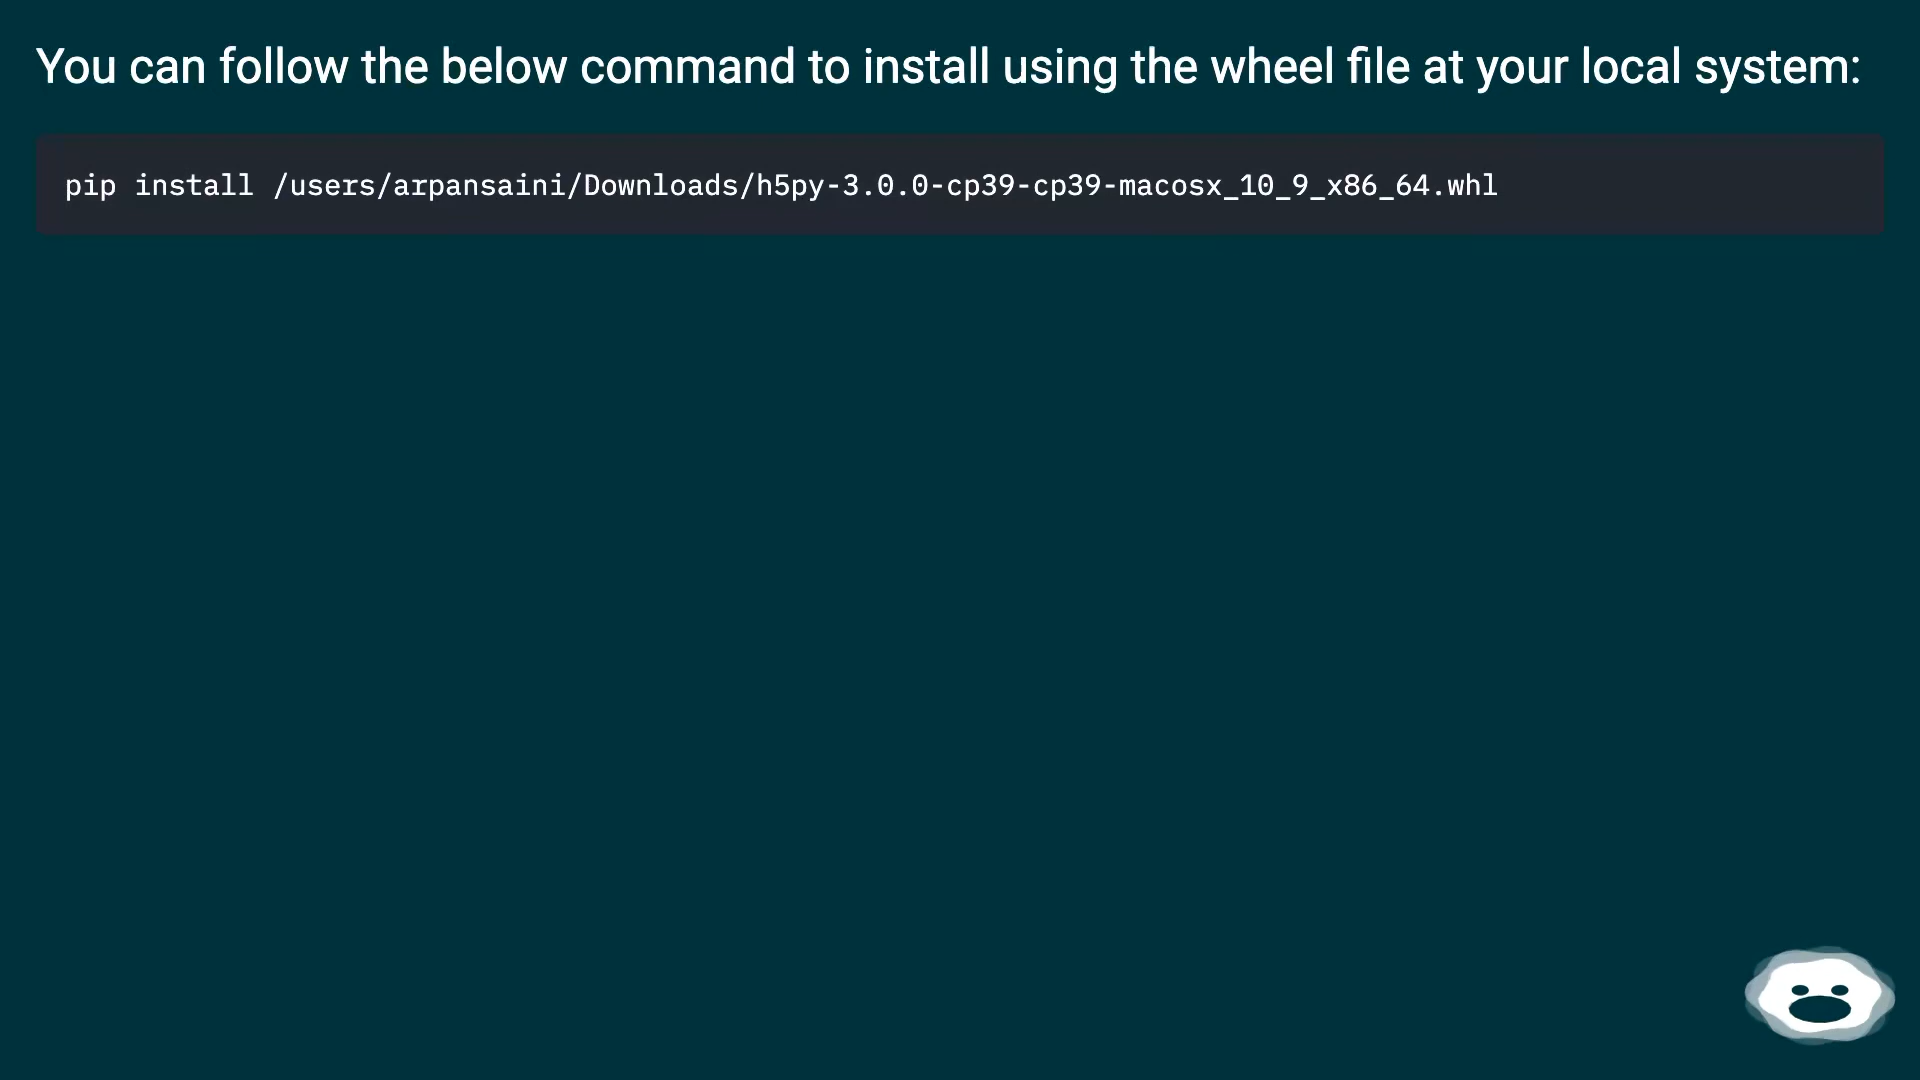 You can follow the below command to install using the wheel file at your local system:
pip install /users/arpansaini/Downloads/h5py-3.0.0-cp39-cp39-macosx_10_9_x86_64.whl